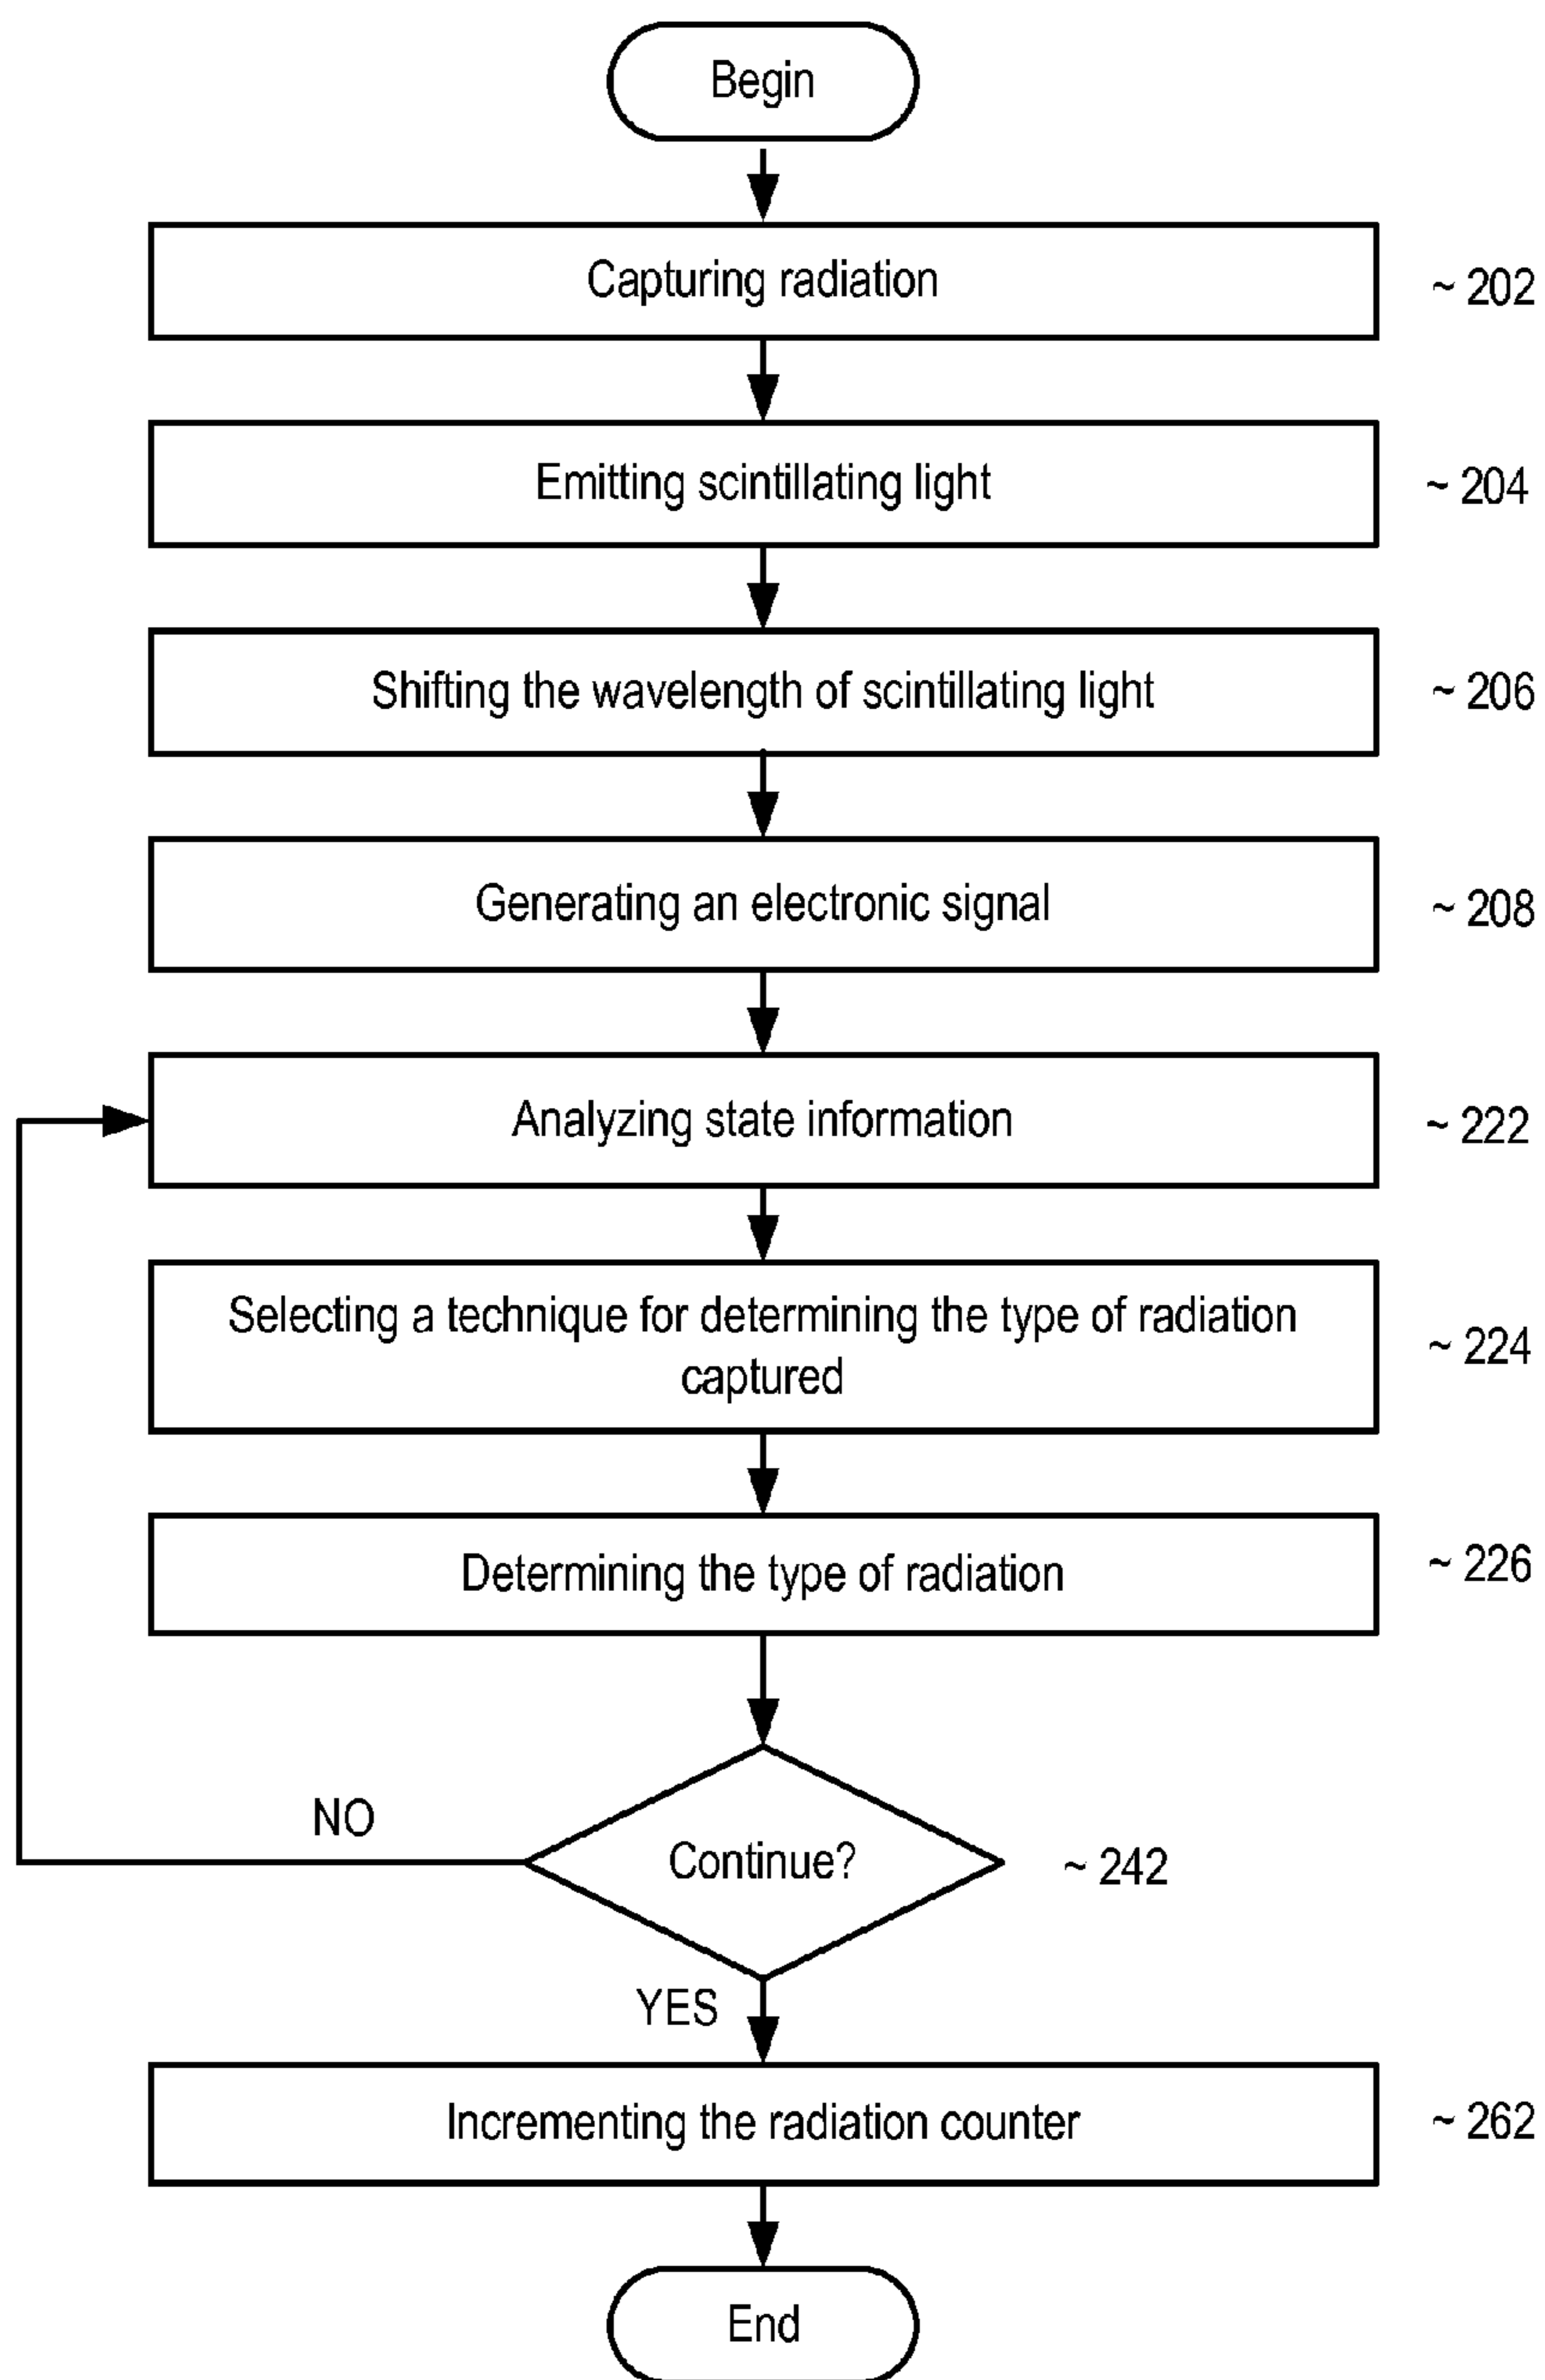 Begin
Capturing radiation
~ 202
Emitting scintillating light
~ 204
Shifting the wavelength of scintillating light
~ 206
Generating an electronic signal
~ 208
Analyzing state information
~ 222
Selecting a technique for determining the type of radiation
captured
~ 224
Determining the type of radiation
~ 226
NO
Continue?
~ 242
YES
Incrementing the radiation counter
~ 262
End